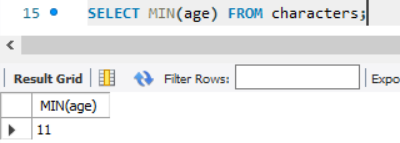 15 SELECT MIN(age) FROM characters;
Result Grid Filter Rows: Expo
MIN(age)
11